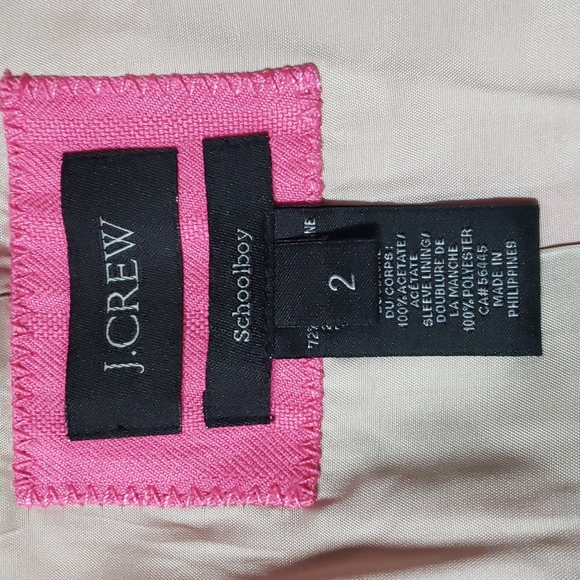 J.CREW
Schoolboy
2
DU CORPS:
100% ACETATE/
ACÉTATE
SLEEVE LINING/
DOUBLURE DE
LA MANCHE
100% POLYESTER
CA# 56445
MADE IN
PHILIPPINES